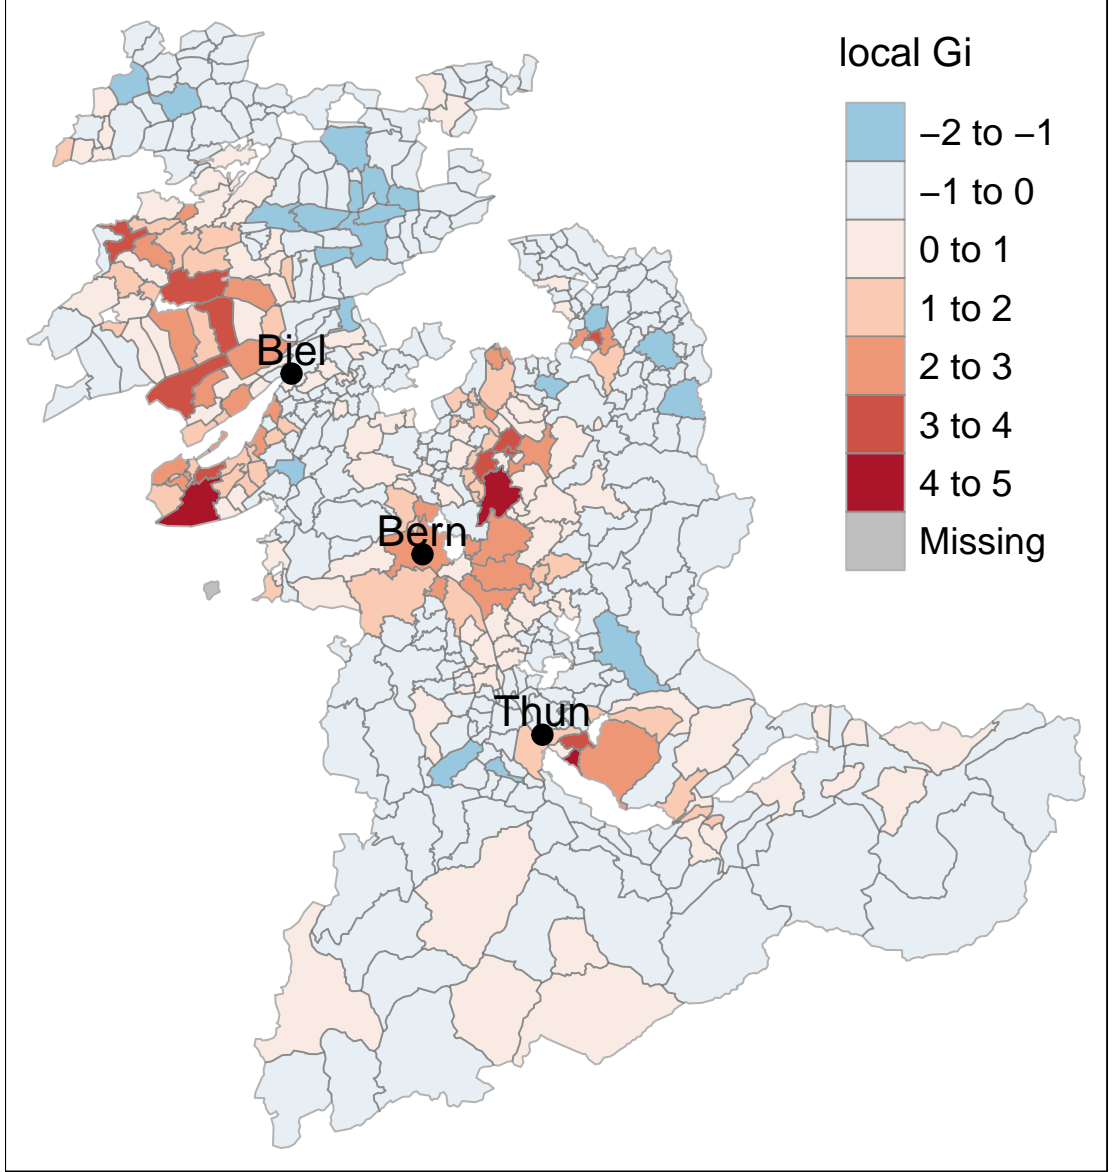 local Gi
−2 to −1
−1 to 0
0 to 1
1 to 2
2 to 3
3 to 4
4 to 5
Missing
Biel
Bern
Thun